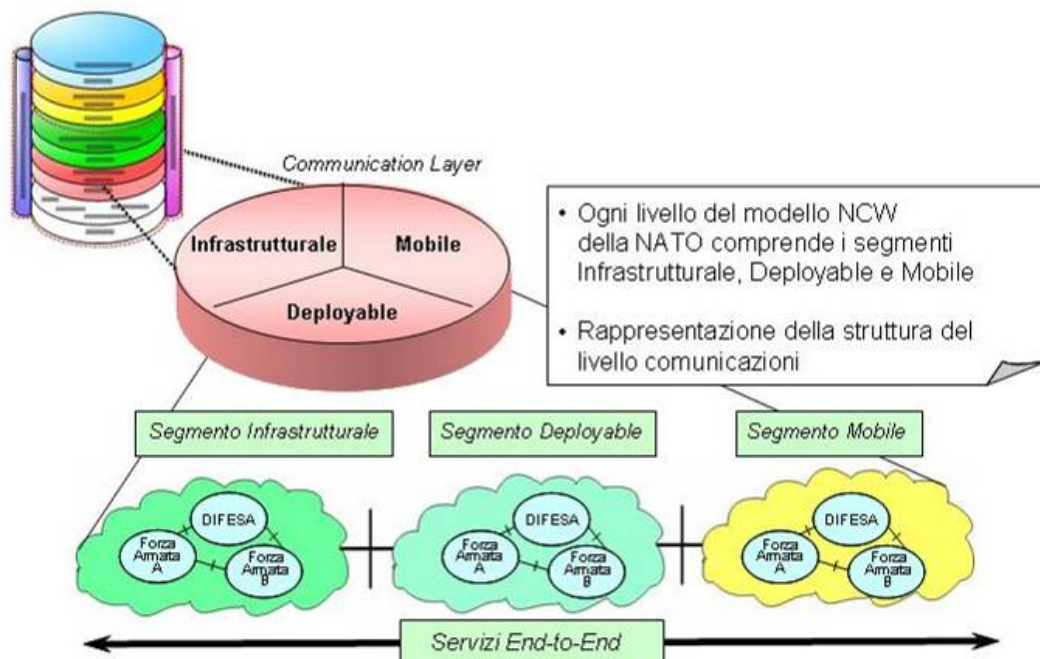 Communication Layer
Infrastrutturale
Mobile
Deployable
• Ogni livello del modello NCW
della NATO comprende i segmenti
Infrastrutturale, Deployable e Mobile
• Rappresentazione della struttura del
livello comunicazioni
Segmento Infrastrutturale
Segmento Deployable
Segmento Mobile
DIFESA
Forza
Armata
A
Forza
Armata
B
DIFESA
Forza
Armata
A
Forza
Armata
B
DIFESA
Forza
Armata
A
Forza
Armata
B
Servizi End-to-End